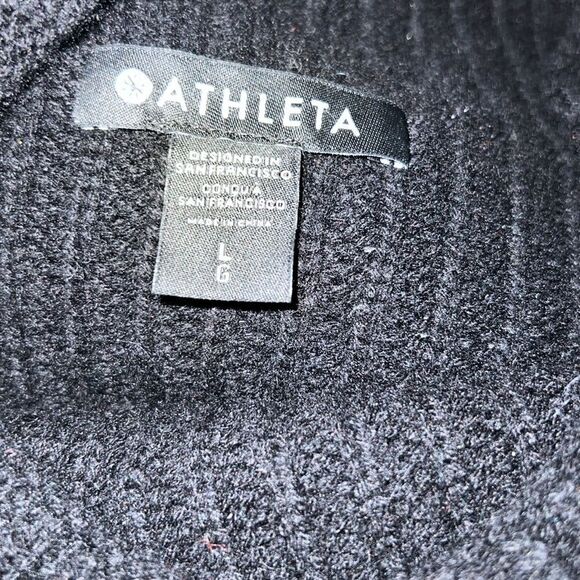 ATHLETA
DESIGNED IN
SAN FRANCISCO
CONÇU A
SAN FRANCISCO
MADE IN CHINA
L
G